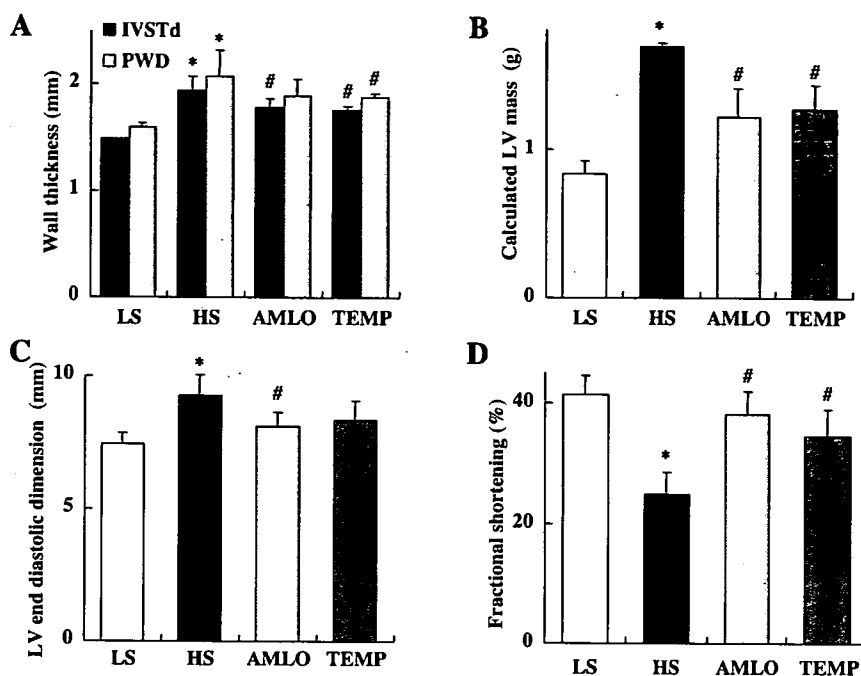 A
IVSTd
PWD
Wall thickness (mm)
2
1
0
* * # # #
LS HS AMLO TEMP
B
Calculated LV mass (g)
1
0
* # #
LS HS AMLO TEMP
C
LV end diastolic dimension (mm)
10
5
0
* #
LS HS AMLO TEMP
D
Fractional shortening (%)
40
20
0
* # #
LS HS AMLO TEMP